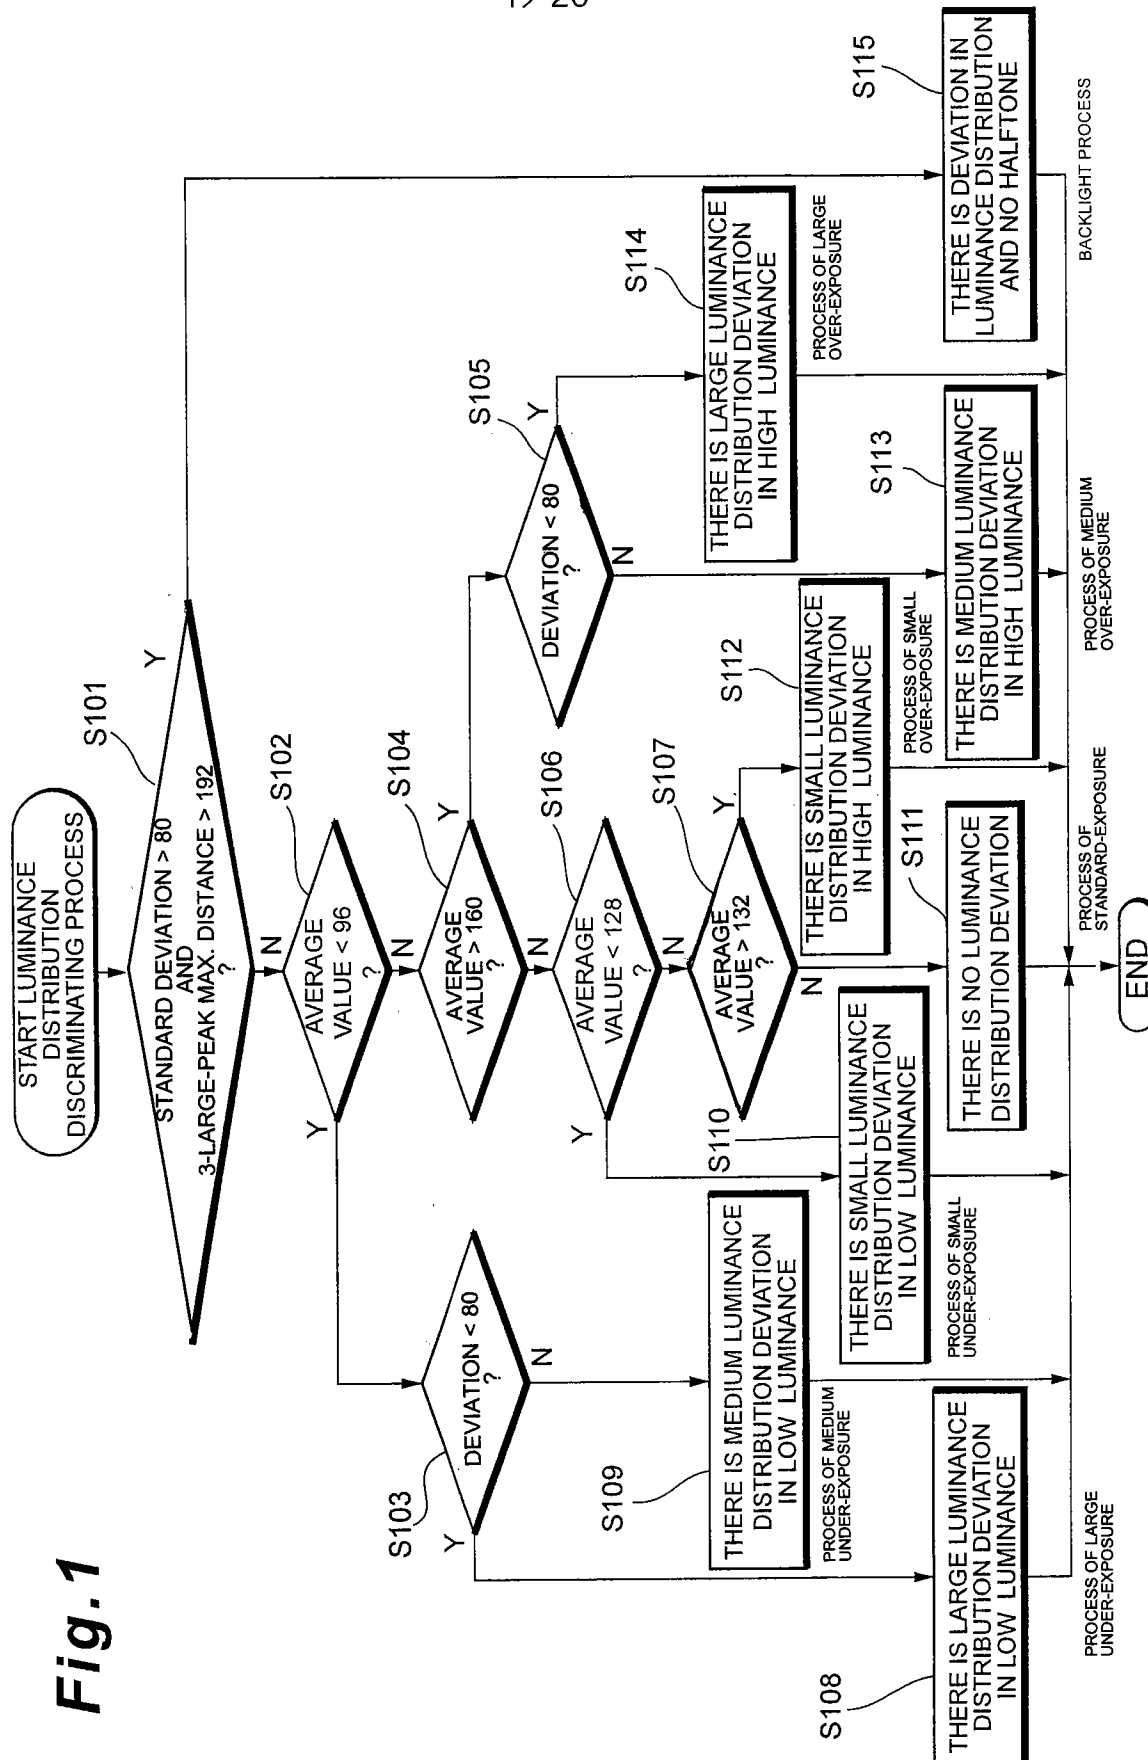 Fig.1
START LUMINANCE
DISTRIBUTION
DISCRIMINATING PROCESS
S101
STANDARD DEVIATION > 80
AND
3-LARGE-PEAK MAX. DISTANCE > 192
?
Y
N
S102
AVERAGE
VALUE < 96
?
Y
N
S103
DEVIATION < 80
?
Y
N
S104
AVERAGE
VALUE > 160
?
Y
N
S105
DEVIATION < 80
?
Y
N
S106
AVERAGE
VALUE < 128
?
Y
N
S107
AVERAGE
VALUE > 132
?
Y
N
S108
THERE IS LARGE LUMINANCE
DISTRIBUTION DEVIATION
IN LOW LUMINANCE
PROCESS OF LARGE
UNDER-EXPOSURE
S109
THERE IS MEDIUM LUMINANCE
DISTRIBUTION DEVIATION
IN LOW LUMINANCE
PROCESS OF MEDIUM
UNDER-EXPOSURE
S110
THERE IS SMALL LUMINANCE
DISTRIBUTION DEVIATION
IN LOW LUMINANCE
PROCESS OF SMALL
UNDER-EXPOSURE
S111
THERE IS NO LUMINANCE
DISTRIBUTION DEVIATION
PROCESS OF
STANDARD-EXPOSURE
S112
THERE IS SMALL LUMINANCE
DISTRIBUTION DEVIATION
IN HIGH LUMINANCE
PROCESS OF SMALL
OVER-EXPOSURE
S113
THERE IS MEDIUM LUMINANCE
DISTRIBUTION DEVIATION
IN HIGH LUMINANCE
PROCESS OF MEDIUM
OVER-EXPOSURE
S114
THERE IS LARGE LUMINANCE
DISTRIBUTION DEVIATION
IN HIGH LUMINANCE
PROCESS OF LARGE
OVER-EXPOSURE
S115
THERE IS DEVIATION IN
LUMINANCE DISTRIBUTION
AND NO HALFTONE
BACKLIGHT PROCESS
END